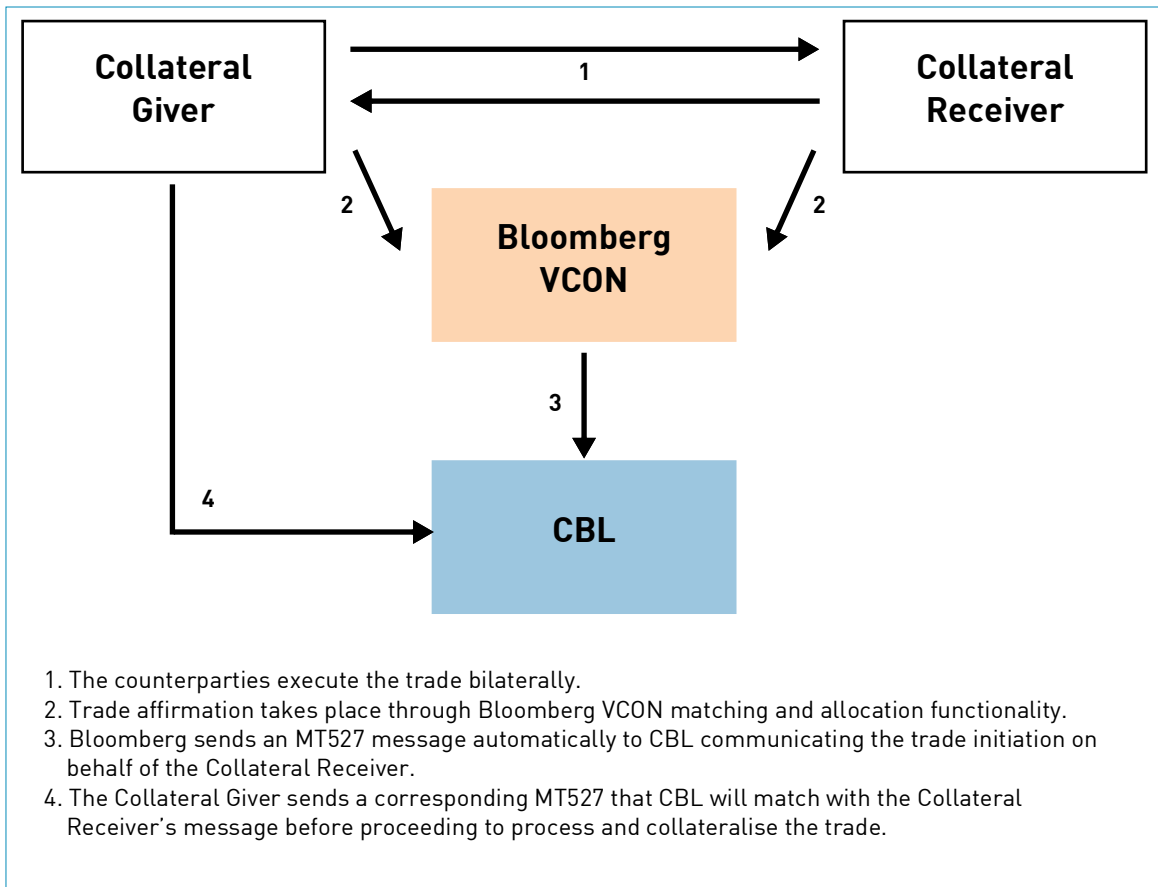 Collateral
Giver
1
Collateral
Receiver
2
2
Bloomberg
VCON
3
4
CBL
1. The counterparties execute the trade bilaterally.
2. Trade affirmation takes place through Bloomberg VCON matching and allocation functionality.
3. Bloomberg sends an MT527 message automatically to CBL communicating the trade initiation on
behalf of the Collateral Receiver.
4. The Collateral Giver sends a corresponding MT527 that CBL will match with the Collateral
Receiver's message before proceeding to process and collateralise the trade.